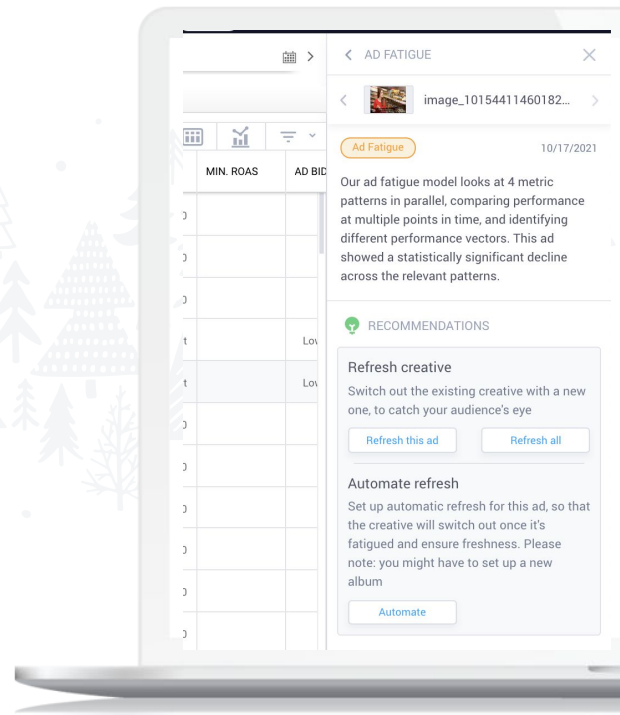 AD FATIGUE
image_10154411460182...
Ad Fatigue
10/17/2021
MIN. ROAS
AD BID
Our ad fatigue model looks at 4 metric
patterns in parallel, comparing performance
at multiple points in time, and identifying
different performance vectors. This ad
showed a statistically significant decline
across the relevant patterns.
RECOMMENDATIONS
Refresh creative
Switch out the existing creative with a new
one, to catch your audience's eye
Refresh this ad
Refresh all
Automate refresh
Set up automatic refresh for this ad, so that
the creative will switch out once it's
fatigued and ensure freshness. Please
note: you might have to set up a new
album
Automate